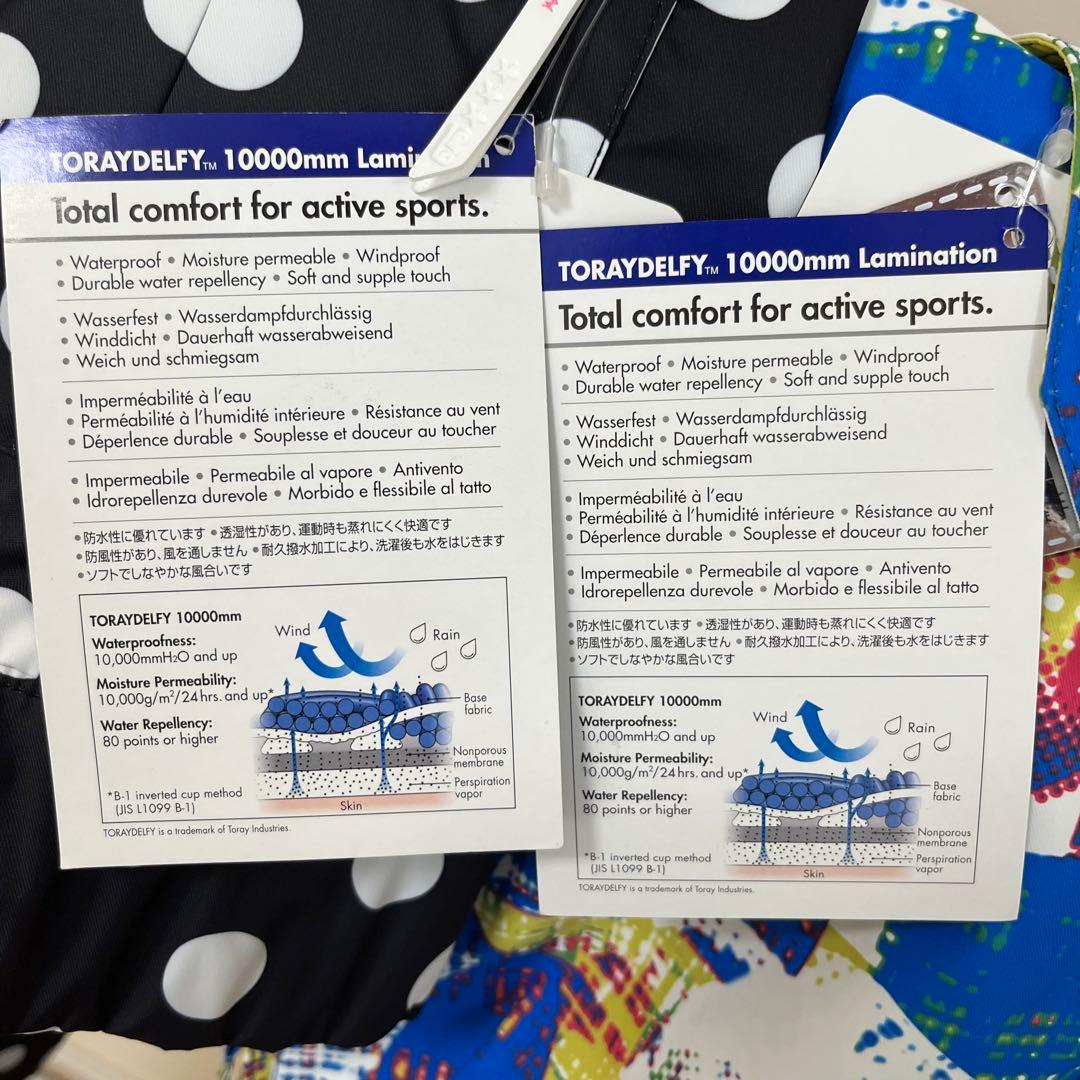 TORAYDELFY™ 10000mm
Total comfort for active sports.
• Waterproof • Moisture permeable • Windproof
• Durable water repellency • Soft and supple touch
• Wasserfest • Wasserdampfdurchlässig
• Winddicht • Dauerhaft wasserabweisend
• Weich und schmiegsam
• Imperméabilité à l'eau
• Perméabilité à l'humidité intérieure • Résistance au vent
• Déperlence durable • Souplesse et douceur au toucher
• Impermeabile • Permeabile al vapore • Antivento
• Idrorepellenza durevole • Morbido e flessibile al tatto
•防水性に優れています •透湿性があり、運動時も蒸れにくく快適です
•防風性があり、風を通しません •耐久撥水加工により、洗濯後も水をはじきます
•ソフトでしなやかな風合いです
TORAYDELFY 10000mm
Waterproofness:
10,000mmH₂O and up
Moisture Permeability:
10,000g/m²/24 hrs. and up*
Water Repellency:
80 points or higher
*B-1 inverted cup method
(JIS L1099 B-1)
Wind
Rain
Base
fabric
Nonporous
membrane
Perspiration
vapor
Skin
TORAYDELFY is a trademark of Toray Industries.
TORAYDELFY™ 10000mm Lamination
Total comfort for active sports.
• Waterproof • Moisture permeable • Windproof
• Durable water repellency • Soft and supple touch
• Wasserfest • Wasserdampfdurchlässig
• Winddicht • Dauerhaft wasserabweisend
• Weich und schmiegsam
• Imperméabilité à l'eau
• Perméabilité à l'humidité intérieure • Résistance au vent
• Déperlence durable • Souplesse et douceur au toucher
• Impermeabile • Permeabile al vapore • Antivento
• Idrorepellenza durevole • Morbido e flessibile al tatto
•防水性に優れています •透湿性があり、運動時も蒸れにくく快適です
•防風性があり、風を通しません •耐久撥水加工により、洗濯後も水をはじきます
•ソフトでしなやかな風合いです
TORAYDELFY 10000mm
Waterproofness:
10,000mmH₂O and up
Moisture Permeability:
10,000g/m²/24 hrs. and up*
Water Repellency:
80 points or higher
*B-1 inverted cup method
(JIS L1099 B-1)
Wind
Rain
Base
fabric
Nonporous
membrane
Perspiration
vapor
Skin
TORAYDELFY is a trademark of Toray Industries.